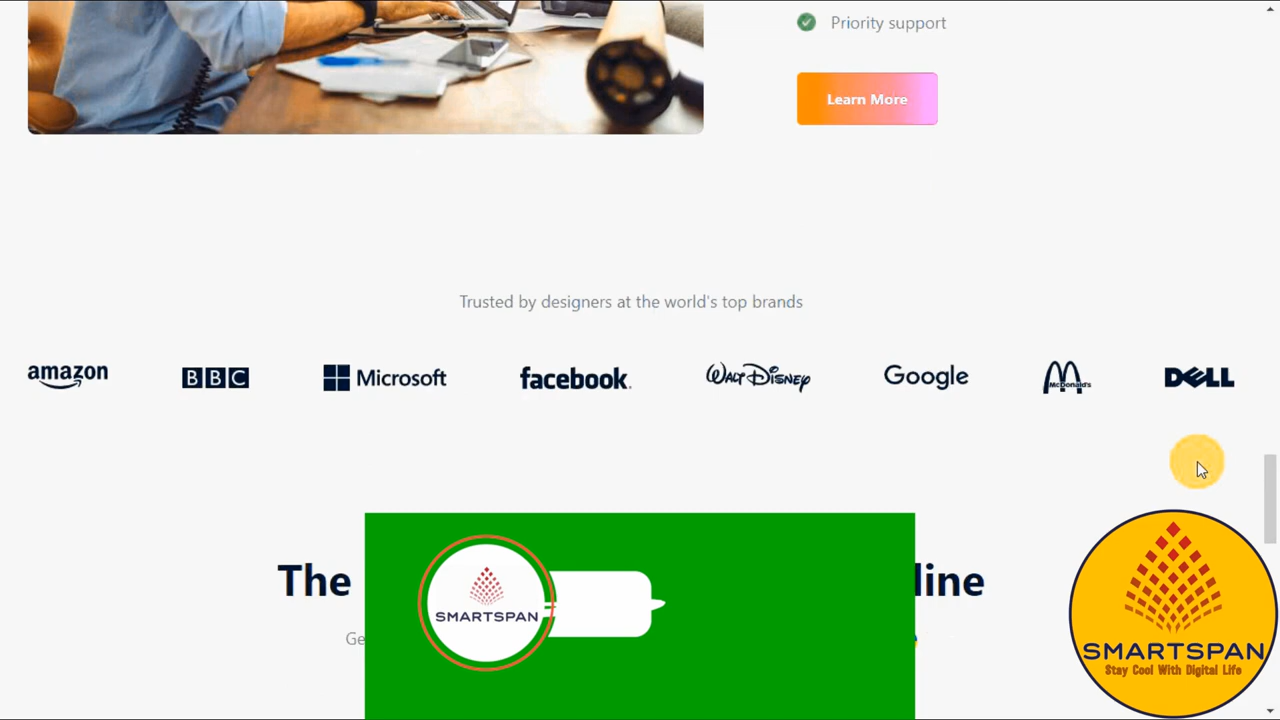 Priority support
Learn More
Trusted by designers at the world's top brands
amazon BBC Microsoft facebook. WALT DISNEY Google McDonald's DELL
The line
Ge
SMARTSPAN
SMARTSPAN
Stay Cool With Digital Life